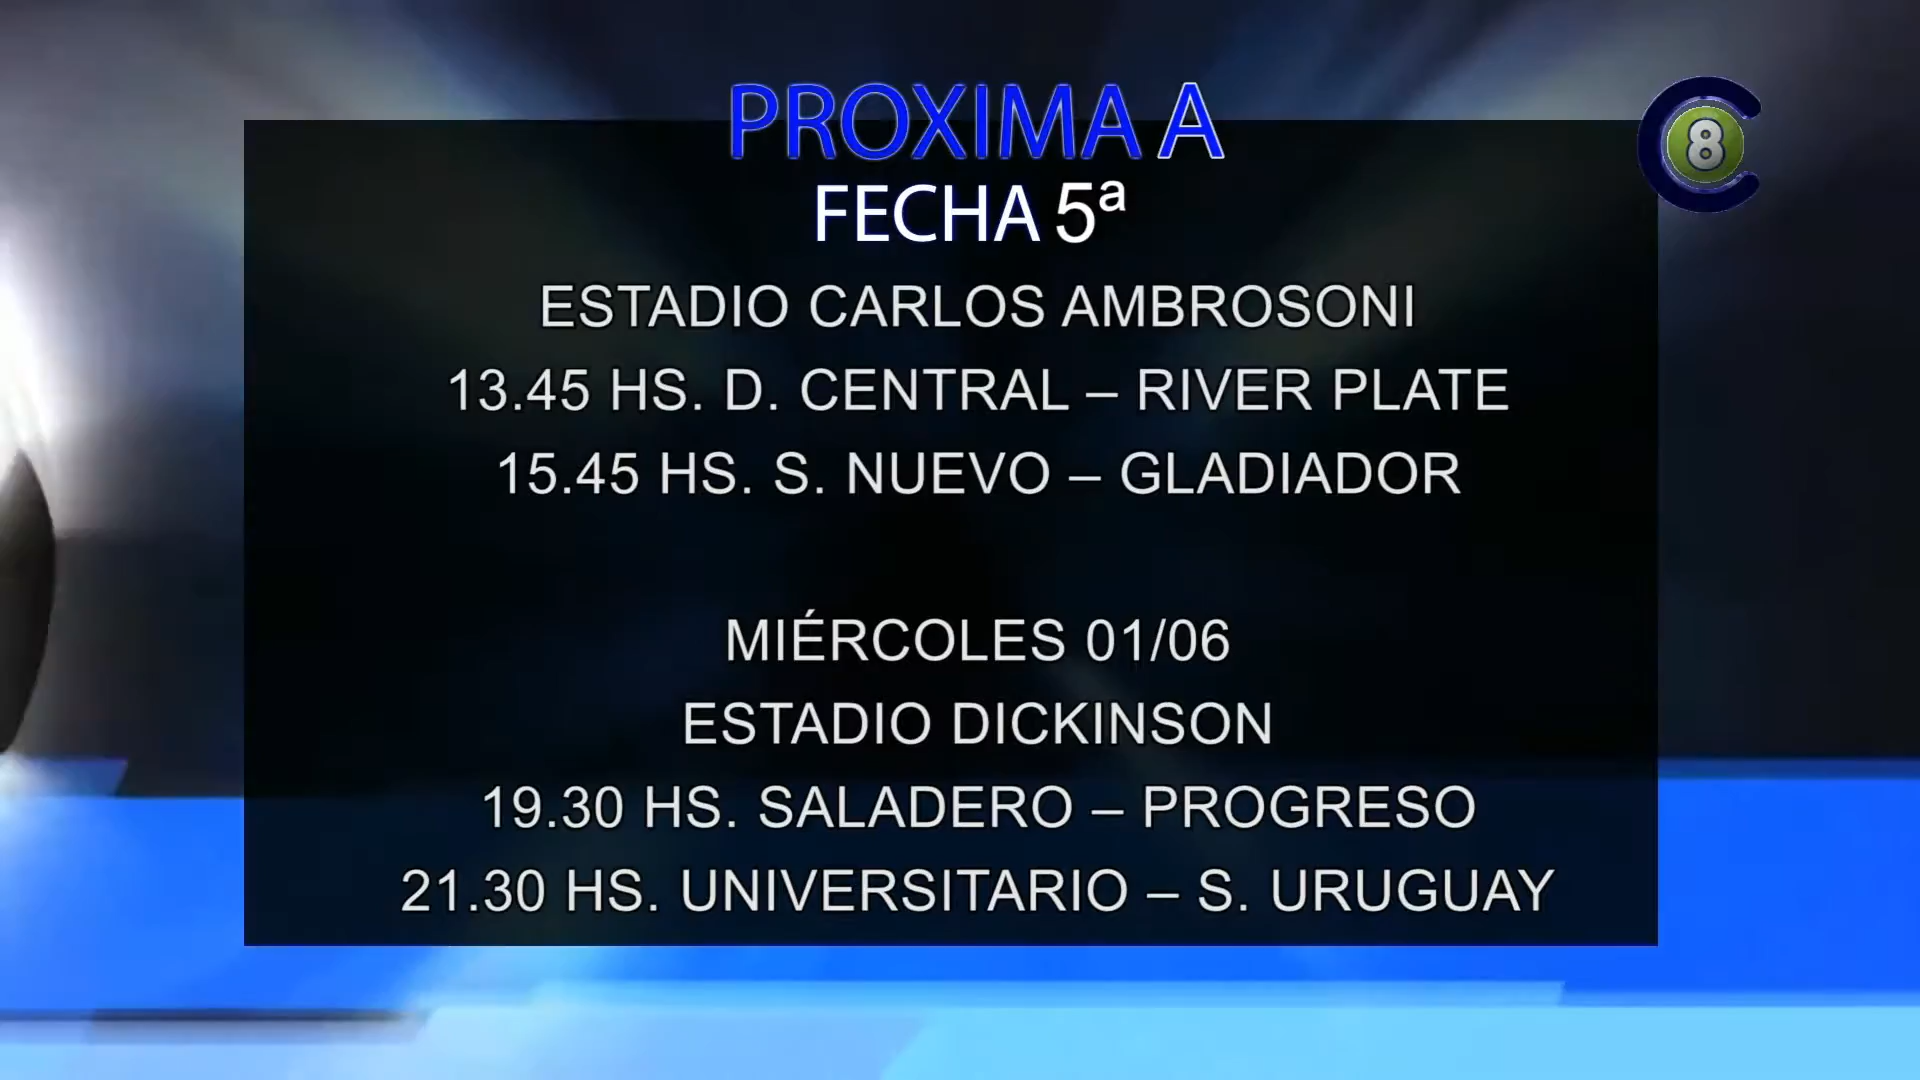 PROXIMA A
8
FECHA 5ª
ESTADIO CARLOS AMBROSONI
13.45 HS. D. CENTRAL – RIVER PLATE
15.45 HS. S. NUEVO – GLADIADOR
MIÉRCOLES 01/06
ESTADIO DICKINSON
19.30 HS. SALADERO – PROGRESO
21.30 HS. UNIVERSITARIO – S. URUGUAY